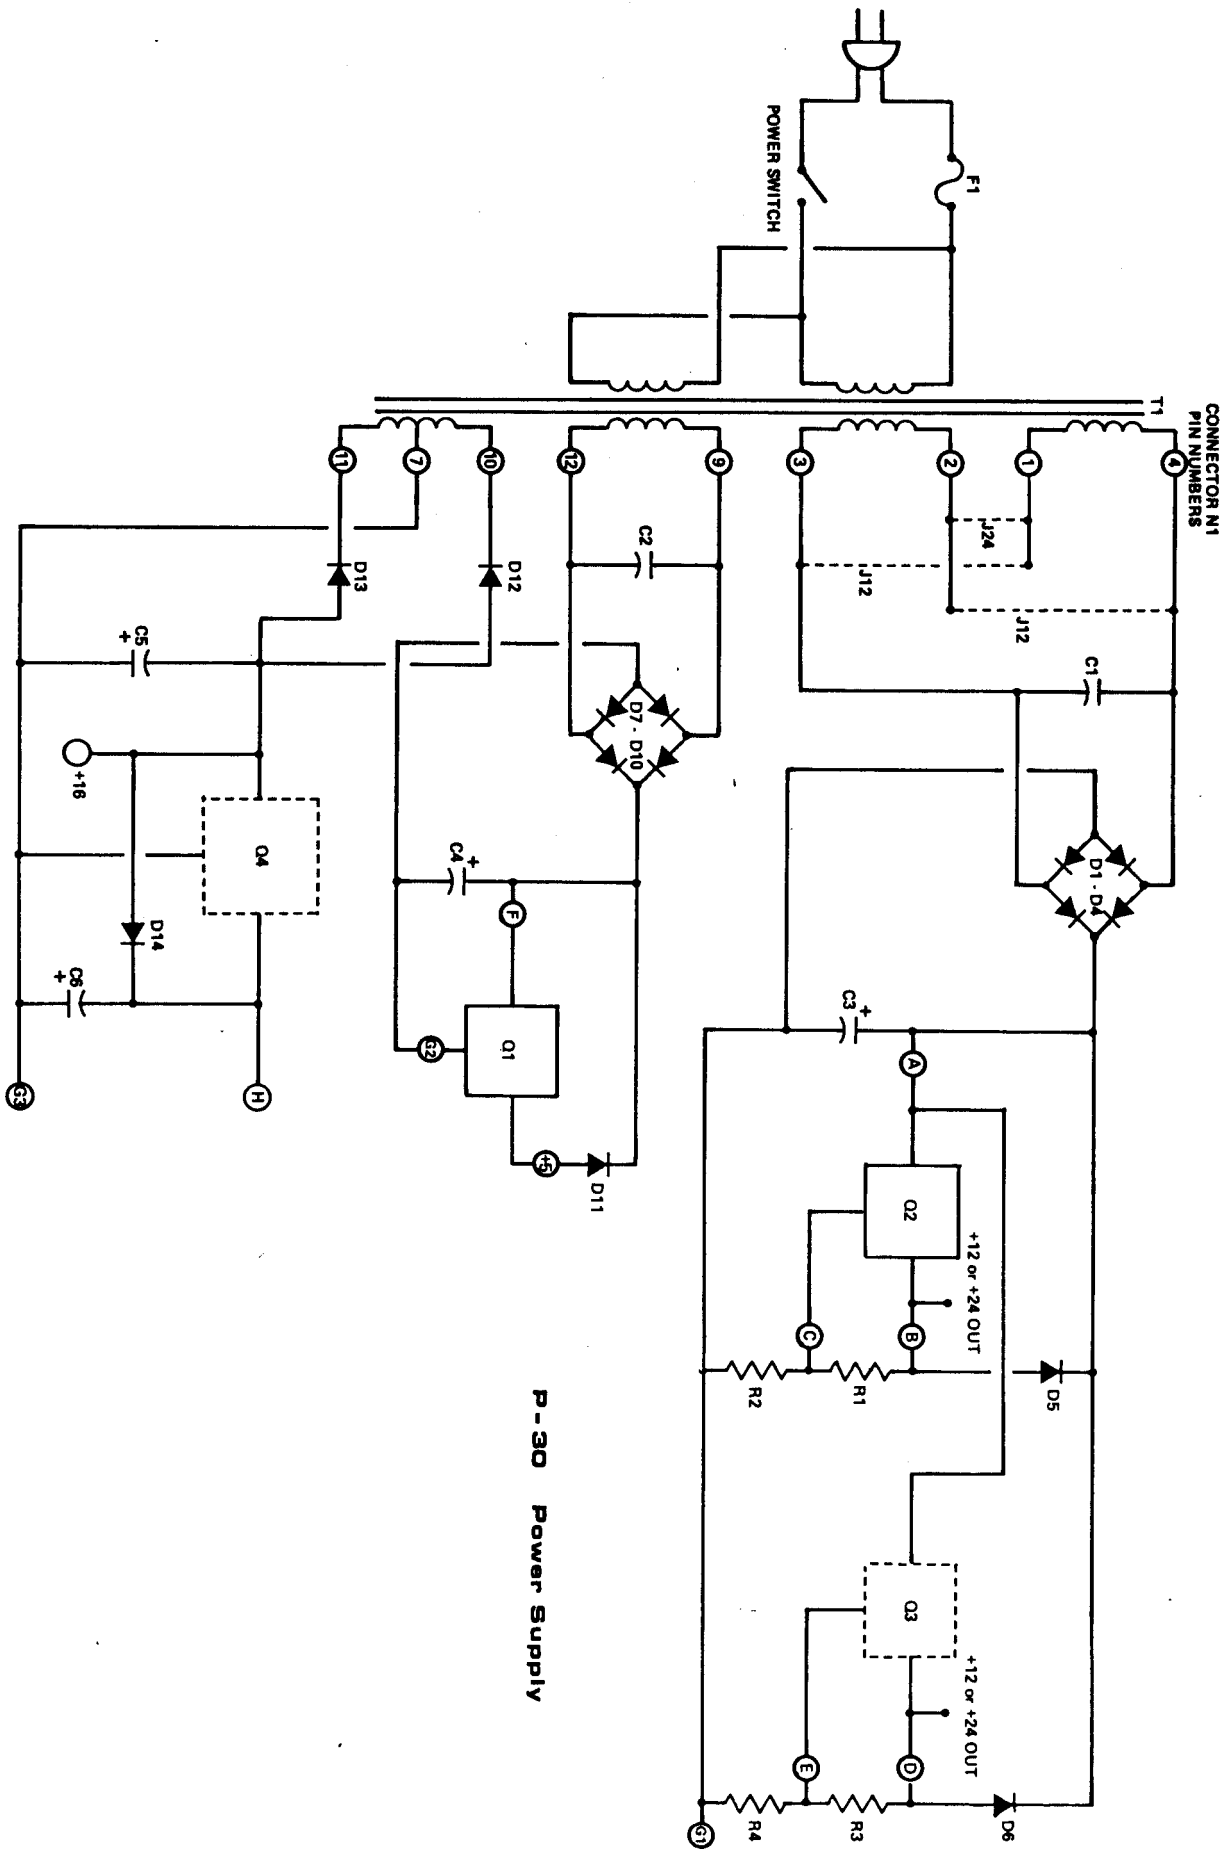 CONNECTOR N1
PIN NUMBERS
T1
F1
POWER SWITCH
4
1
2
3
9
12
10
7
11
J24
J12
J12
C1
D1 - D4
C3
+
A
Q2
+12 or +24 OUT
B
C
R1
R2
D5
Q3
+12 or +24 OUT
D
E
R3
R4
D6
G1
C2
D7 - D10
C4
+
F
Q1
G2
+5
D11
D12
D13
C5
+
+16
Q4
D14
C6
+
H
G3
P-30 Power Supply